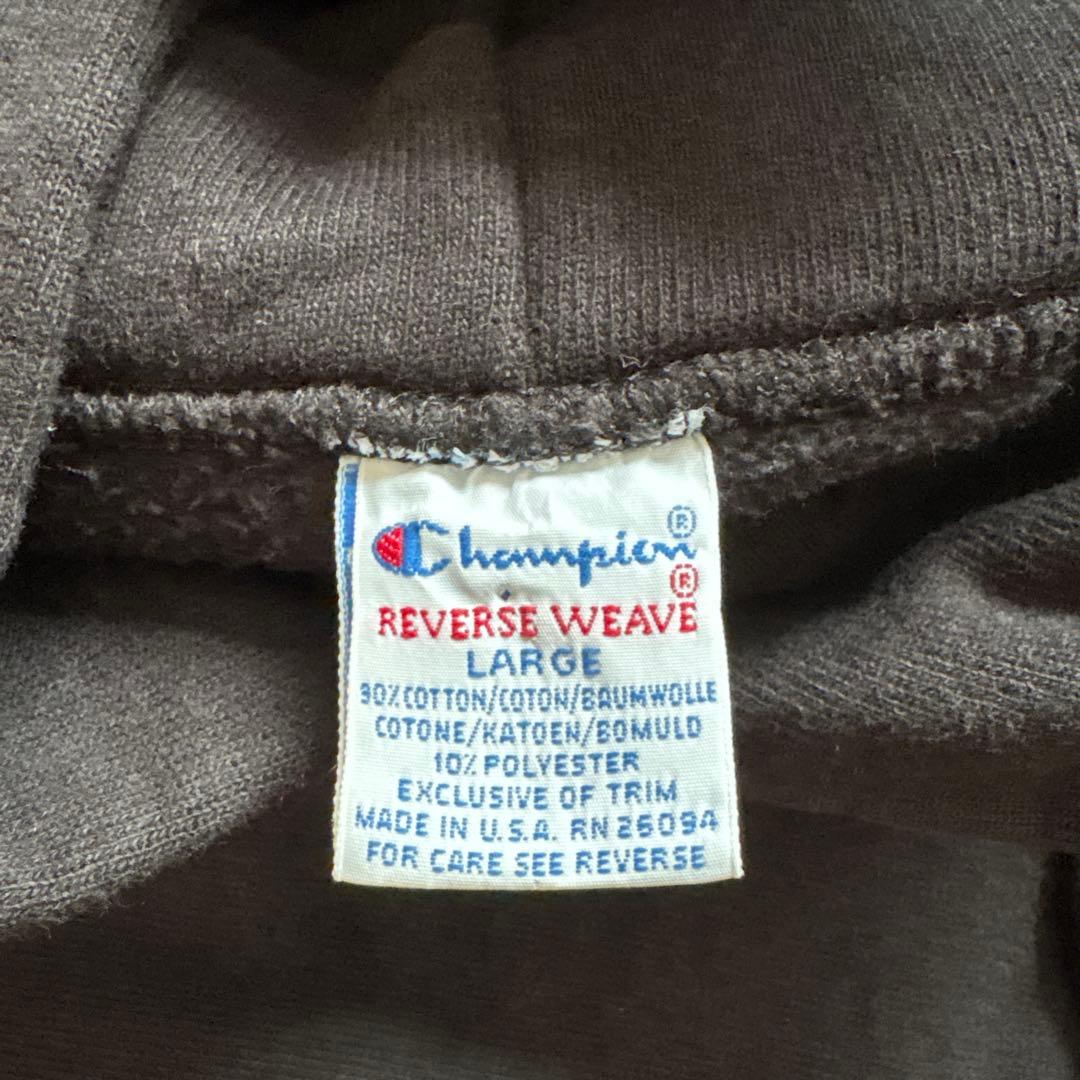 Champion®
REVERSE WEAVE®
LARGE
90% COTTON/COTON/BAUMWOLLE
COTONE/KATOEN/BOMULD
10% POLYESTER
EXCLUSIVE OF TRIM
MADE IN U.S.A. RN 26094
FOR CARE SEE REVERSE